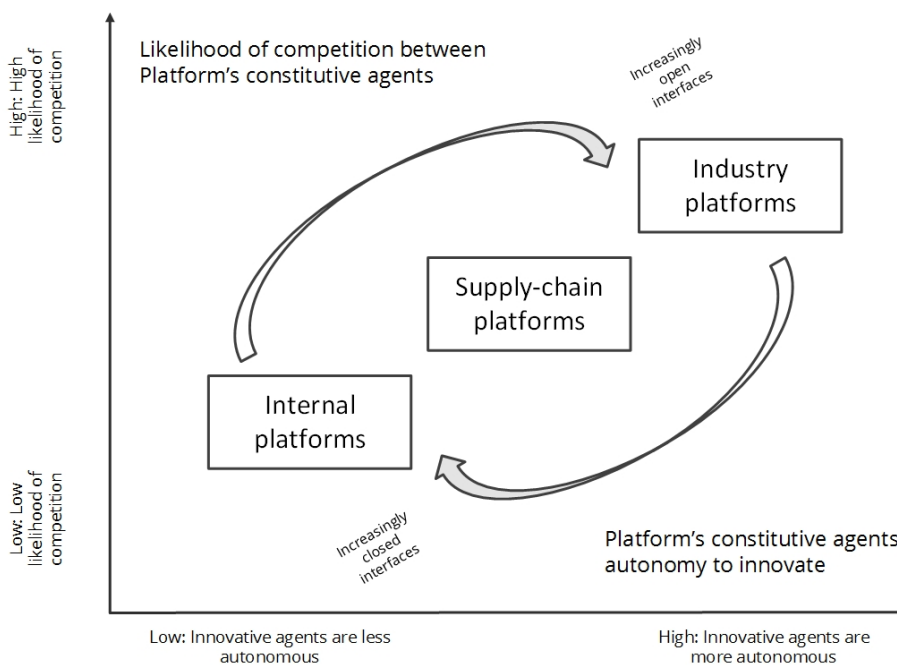 Likelihood of competition between
Platform's constitutive agents
Increasingly
open
interfaces
High: High
likelihood of
competition
Industry
platforms
Supply-chain
platforms
Internal
platforms
Low: Low
likelihood of
competition
Increasingly
closed
interfaces
Platform's constitutive agents
autonomy to innovate
Low: Innovative agents are less
autonomous
High: Innovative agents are
more autonomous